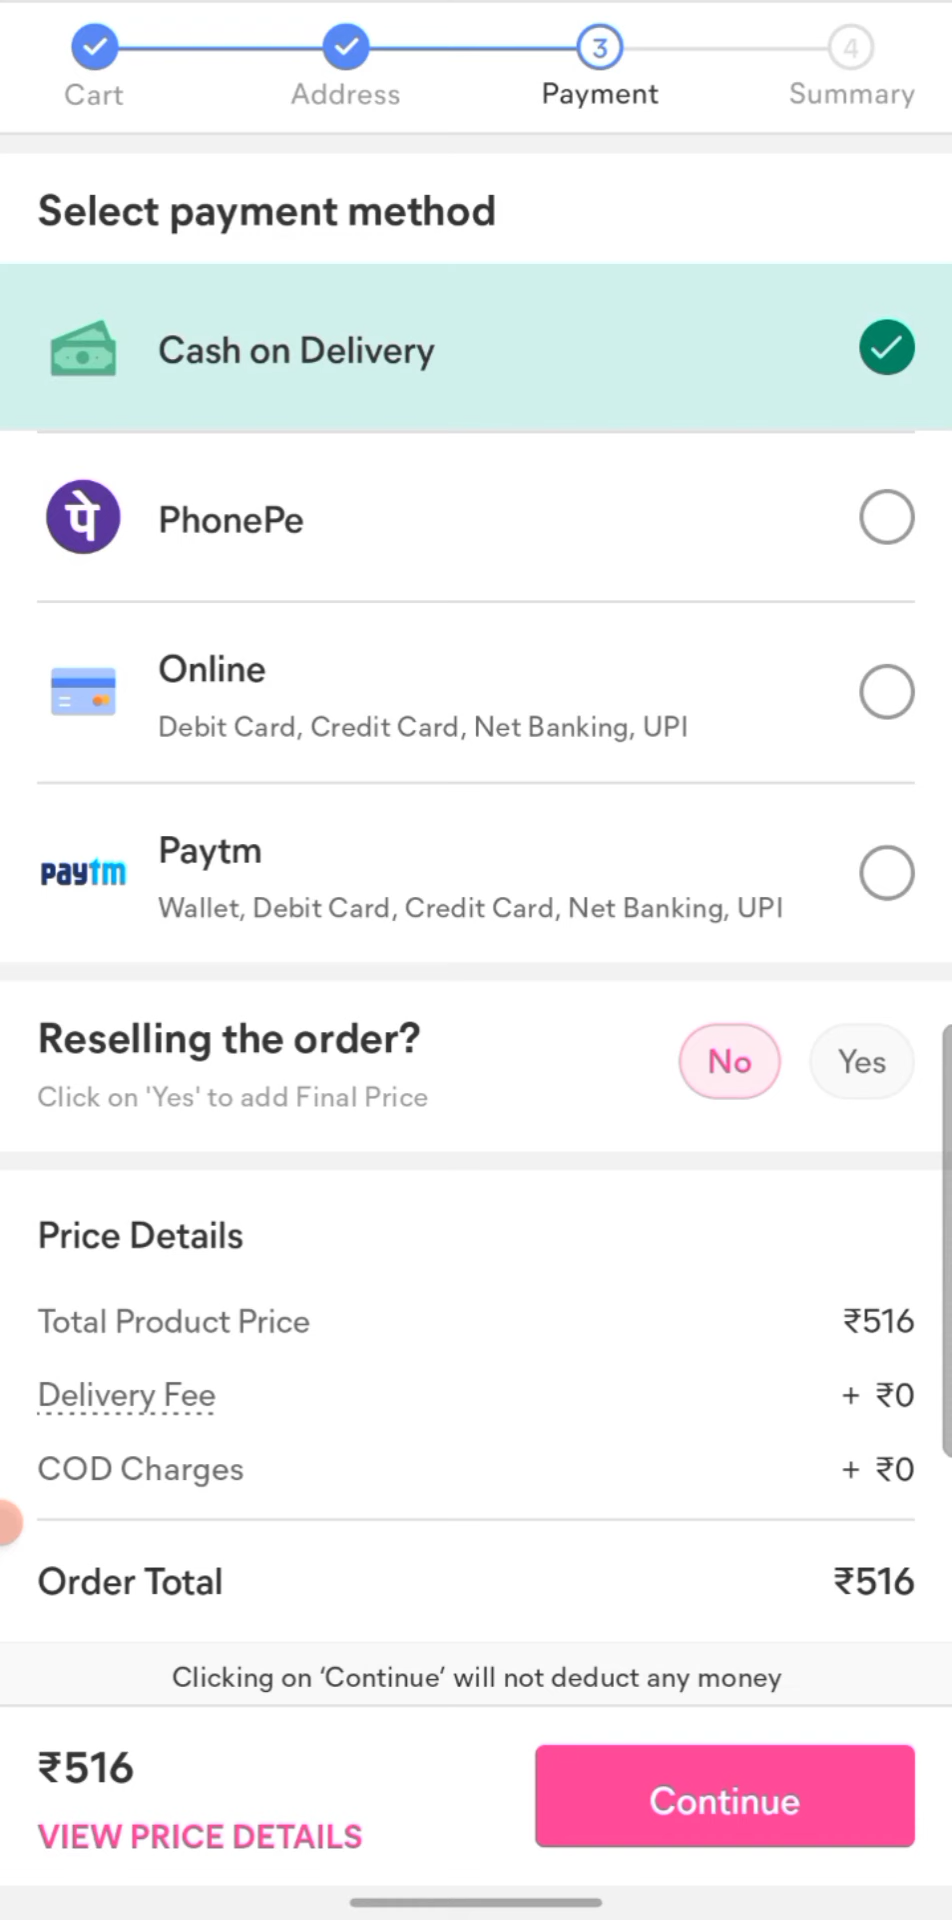 3
4
Cart
Address
Payment
Summary
Select payment method
Cash on Delivery
पे
PhonePe
Online
Debit Card, Credit Card, Net Banking, UPI
paytm
Paytm
Wallet, Debit Card, Credit Card, Net Banking, UPI
Reselling the order?
No
Yes
Click on 'Yes' to add Final Price
Price Details
Total Product Price ₹516
Delivery Fee + ₹0
COD Charges + ₹0
Order Total ₹516
Clicking on ‘Continue’ will not deduct any money
₹516
Continue
VIEW PRICE DETAILS